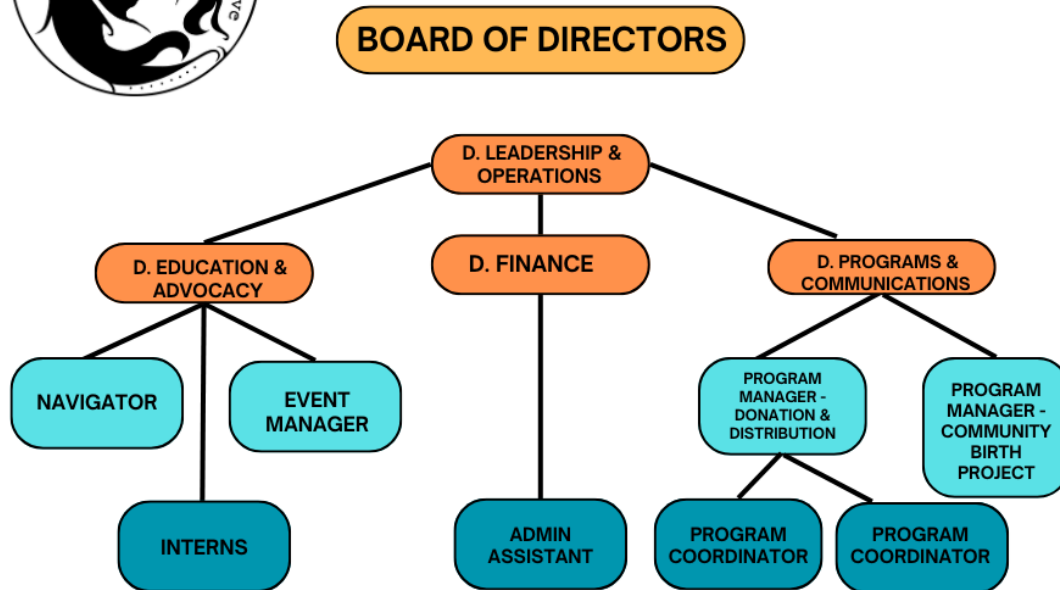 BOARD OF DIRECTORS
D. LEADERSHIP &
OPERATIONS
D. EDUCATION &
ADVOCACY
D. FINANCE
D. PROGRAMS &
COMMUNICATIONS
NAVIGATOR
EVENT
MANAGER
PROGRAM
MANAGER -
DONATION &
DISTRIBUTION
PROGRAM
MANAGER -
COMMUNITY
BIRTH
PROJECT
INTERNS
ADMIN
ASSISTANT
PROGRAM
COORDINATOR
PROGRAM
COORDINATOR